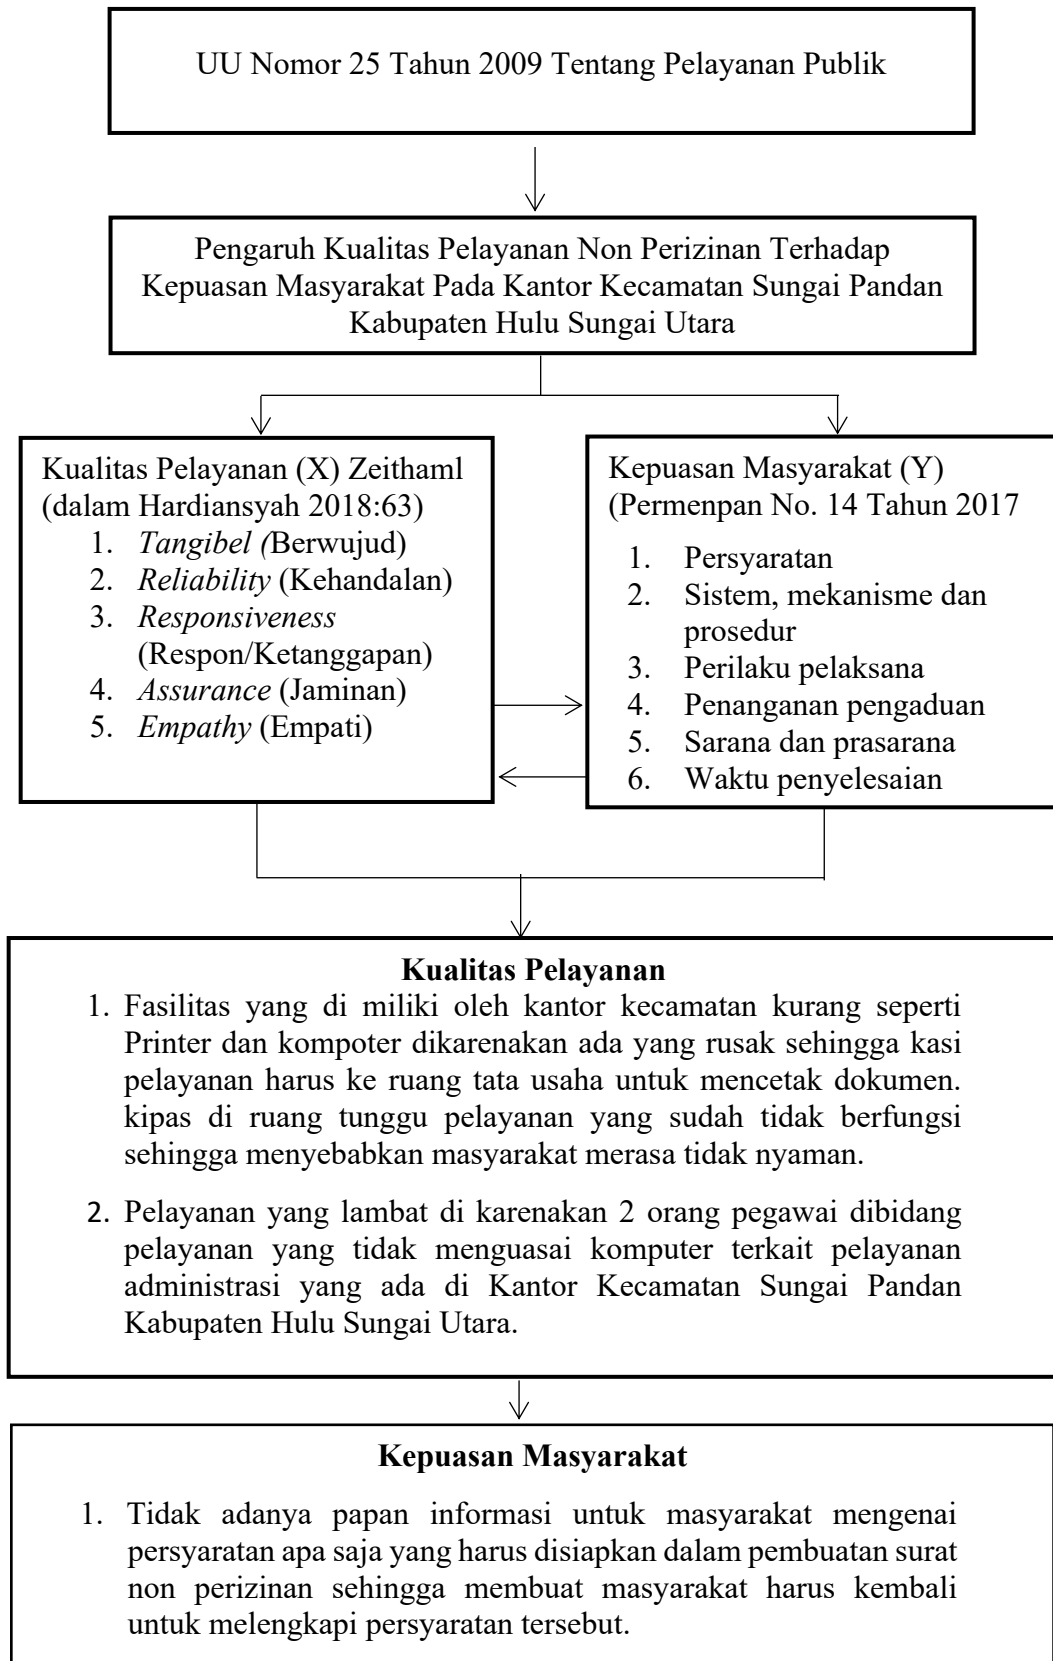 UU Nomor 25 Tahun 2009 Tentang Pelayanan Publik
Pengaruh Kualitas Pelayanan Non Perizinan Terhadap
Kepuasan Masyarakat Pada Kantor Kecamatan Sungai Pandan
Kabupaten Hulu Sungai Utara
Kualitas Pelayanan (X) Zeithaml
(dalam Hardiansyah 2018:63)
1. Tangibel (Berwujud)
2. Reliability (Kehandalan)
3. Responsiveness
(Respon/Ketanggapan)
4. Assurance (Jaminan)
5. Empathy (Empati)
Kepuasan Masyarakat (Y)
(Permenpan No. 14 Tahun 2017
1. Persyaratan
2. Sistem, mekanisme dan
prosedur
3. Perilaku pelaksana
4. Penanganan pengaduan
5. Sarana dan prasarana
6. Waktu penyelesaian
Kualitas Pelayanan
1. Fasilitas yang di miliki oleh kantor kecamatan kurang seperti
Printer dan kompoter dikarenakan ada yang rusak sehingga kasi
pelayanan harus ke ruang tata usaha untuk mencetak dokumen.
kipas di ruang tunggu pelayanan yang sudah tidak berfungsi
sehingga menyebabkan masyarakat merasa tidak nyaman.
2. Pelayanan yang lambat di karenakan 2 orang pegawai dibidang
pelayanan yang tidak menguasai komputer terkait pelayanan
administrasi yang ada di Kantor Kecamatan Sungai Pandan
Kabupaten Hulu Sungai Utara.
Kepuasan Masyarakat
1. Tidak adanya papan informasi untuk masyarakat mengenai
persyaratan apa saja yang harus disiapkan dalam pembuatan surat
non perizinan sehingga membuat masyarakat harus kembali
untuk melengkapi persyaratan tersebut.